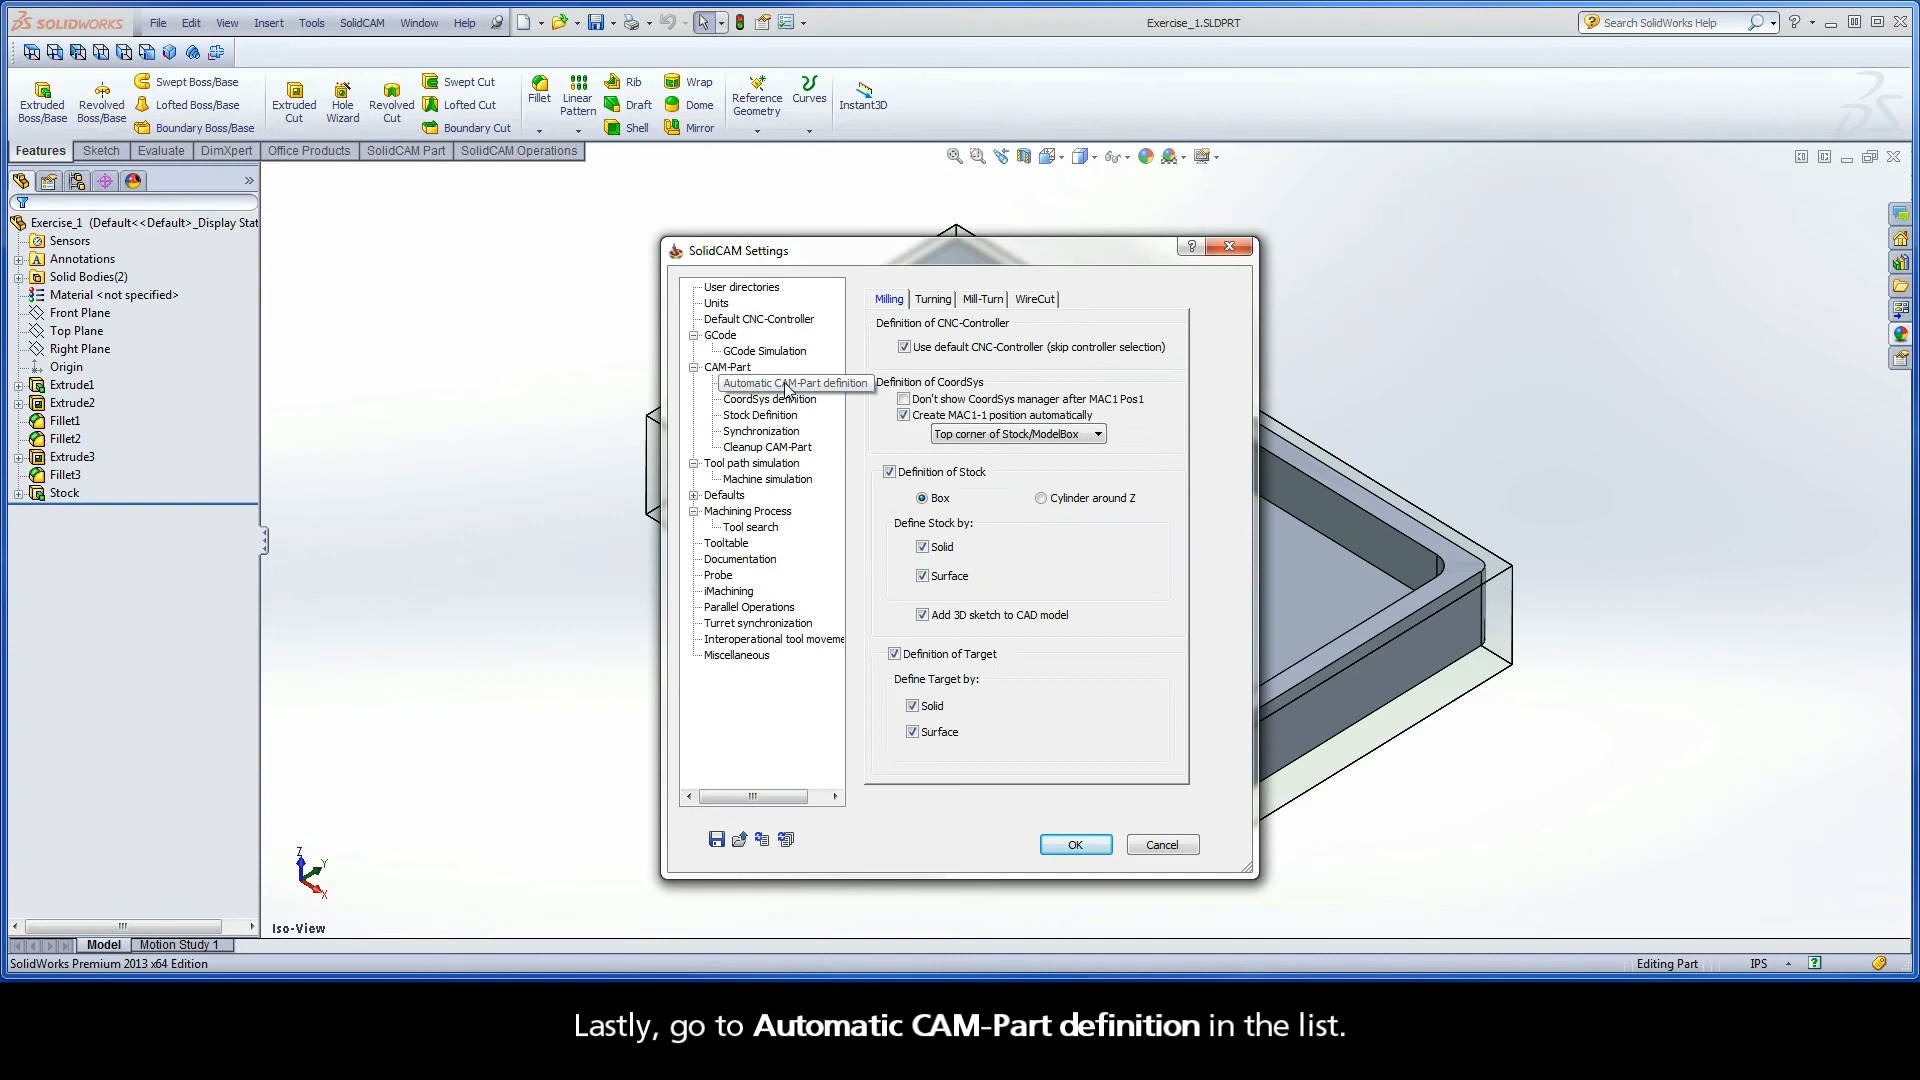 SOLIDWORKS
File Edit View Insert Tools SolidCAM Window Help
Exercise_1.SLDPRT
Search SolidWorks Help
Extruded Boss/Base
Revolved Boss/Base
Swept Boss/Base
Lofted Boss/Base
Boundary Boss/Base
Extruded Cut
Hole Wizard
Revolved Cut
Swept Cut
Lofted Cut
Boundary Cut
Fillet
Linear Pattern
Rib
Draft
Shell
Wrap
Dome
Mirror
Reference Geometry
Curves
Instant3D
Features Sketch Evaluate DimXpert Office Products SolidCAM Part SolidCAM Operations
Exercise_1 (Default<<Default>_Display Stat
Sensors
Annotations
Solid Bodies(2)
Material <not specified>
Front Plane
Top Plane
Right Plane
Origin
Extrude1
Extrude2
Fillet1
Fillet2
Extrude3
Fillet3
Stock
SolidCAM Settings
User directories
Units
Default CNC-Controller
GCode
GCode Simulation
CAM-Part
Automatic CAM-Part definition
CoordSys definition
Stock Definition
Synchronization
Cleanup CAM-Part
Tool path simulation
Machine simulation
Defaults
Machining Process
Tool search
Tooltable
Documentation
Probe
iMachining
Parallel Operations
Turret synchronization
Interoperational tool moveme
Miscellaneous
Milling Turning Mill-Turn WireCut
Definition of CNC-Controller
Use default CNC-Controller (skip controller selection)
Definition of CoordSys
Don't show CoordSys manager after MAC1 Pos1
Create MAC1-1 position automatically
Top corner of Stock/ModelBox
Definition of Stock
Box Cylinder around Z
Define Stock by:
Solid
Surface
Add 3D sketch to CAD model
Definition of Target
Define Target by:
Solid
Surface
OK Cancel
Z
Y
X
Iso-View
Model Motion Study 1
SolidWorks Premium 2013 x64 Edition
Editing Part IPS
Lastly, go to Automatic CAM-Part definition in the list.